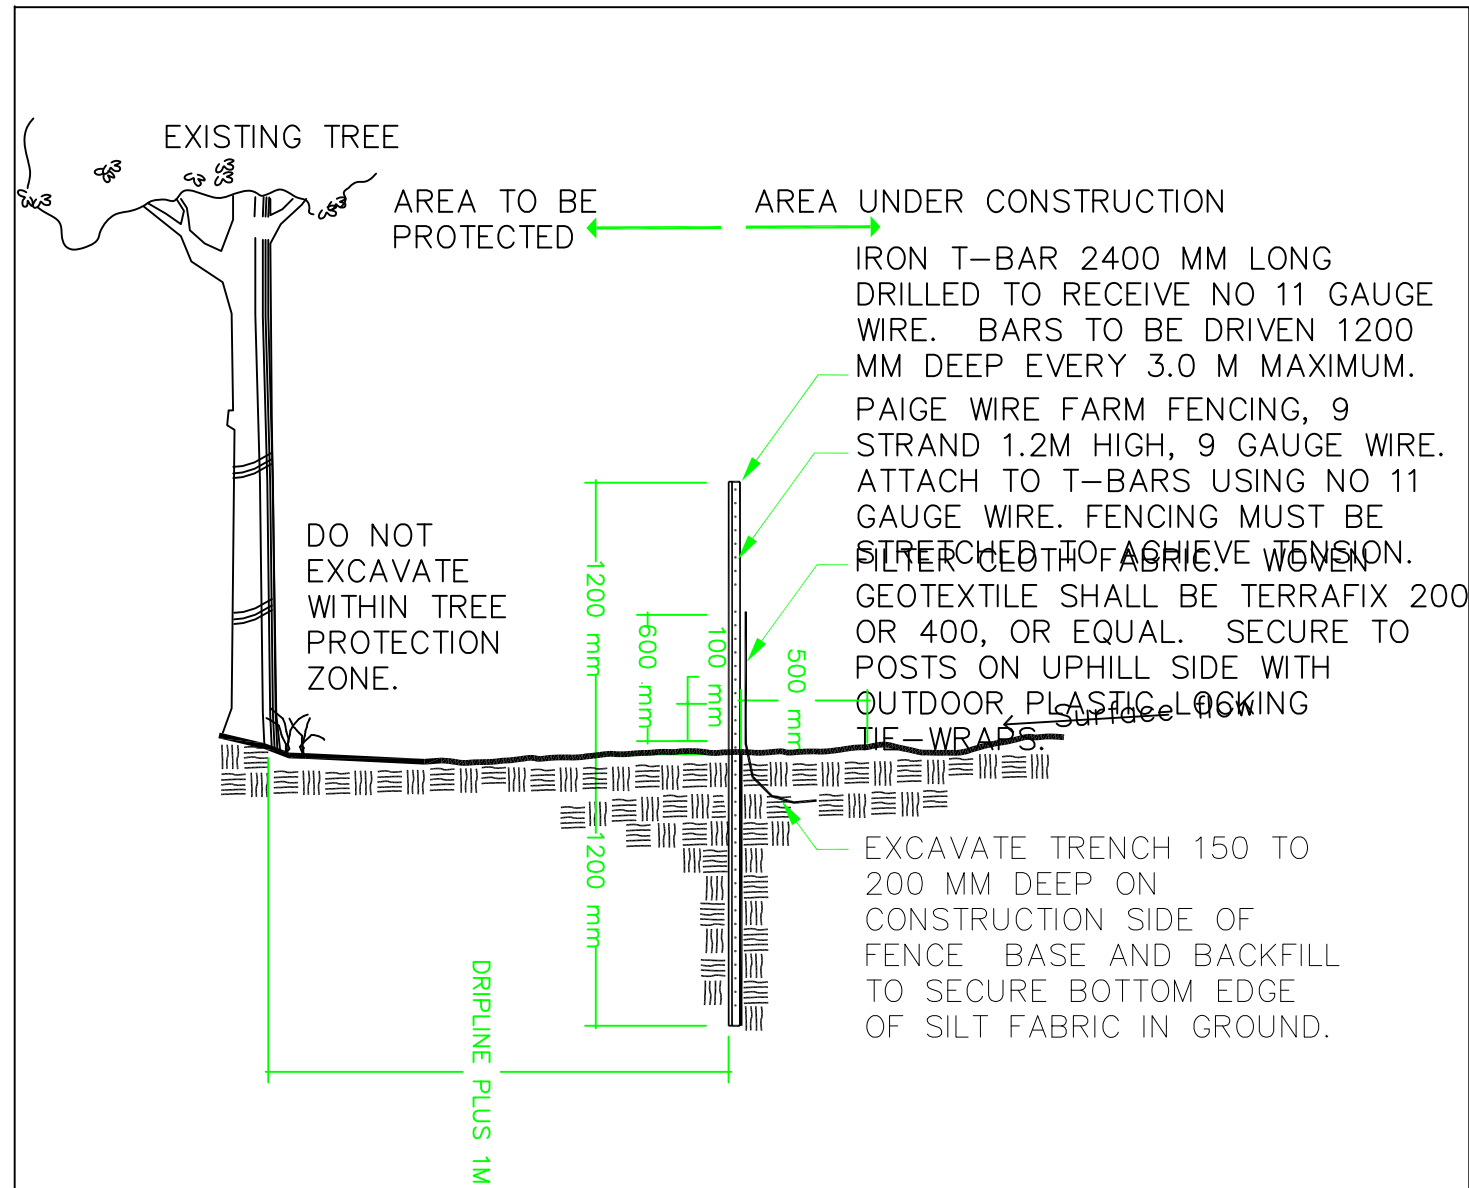 EXISTING TREE
AREA TO BE
PROTECTED
AREA UNDER CONSTRUCTION
IRON T-BAR 2400 MM LONG
DRILLED TO RECEIVE NO 11 GAUGE
WIRE. BARS TO BE DRIVEN 1200
MM DEEP EVERY 3.0 M MAXIMUM.
PAIGE WIRE FARM FENCING, 9
STRAND 1.2M HIGH, 9 GAUGE WIRE.
ATTACH TO T-BARS USING NO 11
GAUGE WIRE. FENCING MUST BE
STRETCHED TO ACHIEVE TENSION.
FILTER CLOTH FABRIC. WOVEN
GEOTEXTILE SHALL BE TERRAFIX 200
OR 400, OR EQUAL. SECURE TO
POSTS ON UPHILL SIDE WITH
OUTDOOR PLASTIC LOCKING
TIE-WRAPS.
Surface flow
DO NOT
EXCAVATE
WITHIN TREE
PROTECTION
ZONE.
1200 mm
600 mm
100 mm
500 mm
1200 mm
EXCAVATE TRENCH 150 TO
200 MM DEEP ON
CONSTRUCTION SIDE OF
FENCE BASE AND BACKFILL
TO SECURE BOTTOM EDGE
OF SILT FABRIC IN GROUND.
DRIPLINE PLUS 1M